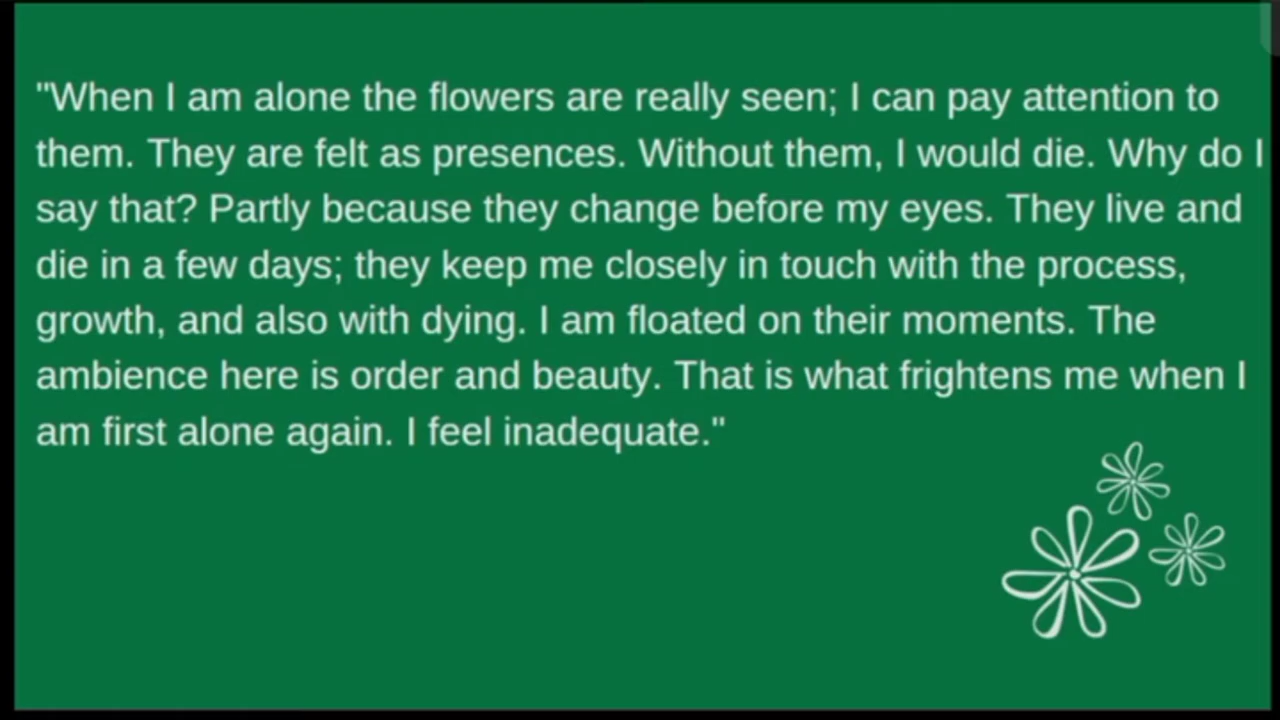 "When I am alone the flowers are really seen; I can pay attention to
them. They are felt as presences. Without them, I would die. Why do I
say that? Partly because they change before my eyes. They live and
die in a few days; they keep me closely in touch with the process,
growth, and also with dying. I am floated on their moments. The
ambience here is order and beauty. That is what frightens me when I
am first alone again. I feel inadequate."